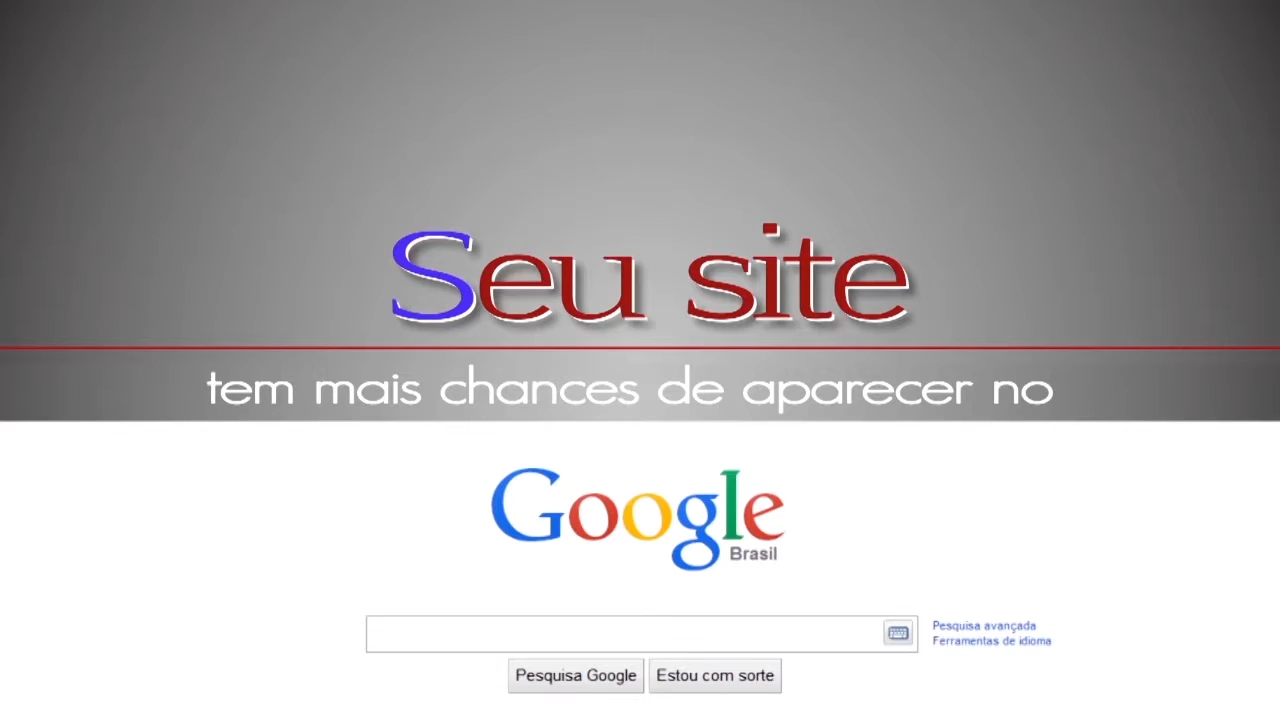 Seu site
tem mais chances de aparecer no
Google
Brasil
Pesquisa avançada
Ferramentas de idioma
Pesquisa Google
Estou com sorte